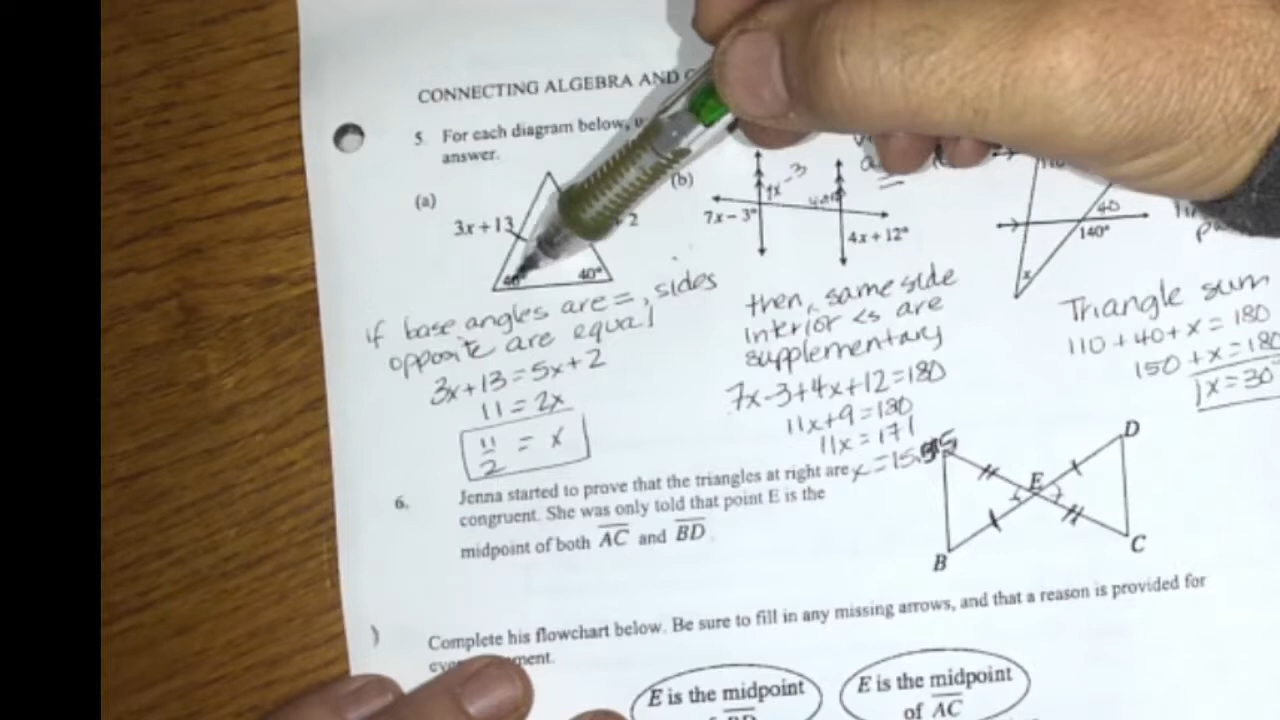 CONNECTING ALGEBRA AND
5. For each diagram below,
answer.
(a)
3x + 13
+ 2
40°
if base angles are =, sides
opposite are equal
3x+13=5x+2
11 = 2x
11/2 = x
(b)
7x - 3
7x – 3°
4x + 12°
then, same side
interior <s are
supplementary
7x-3+4x+12=180
11x+9=180
11x = 171
110
40
140°
x
Triangle sum
110+40+x=180
150+x=180
x=30°
6. Jenna started to prove that the triangles at right are
congruent. She was only told that point E is the
midpoint of both AC and BD
D
E
B
C
Complete his flowchart below. Be sure to fill in any missing arrows, and that a reason is provided for
E is the midpoint
of BD
E is the midpoint
of AC